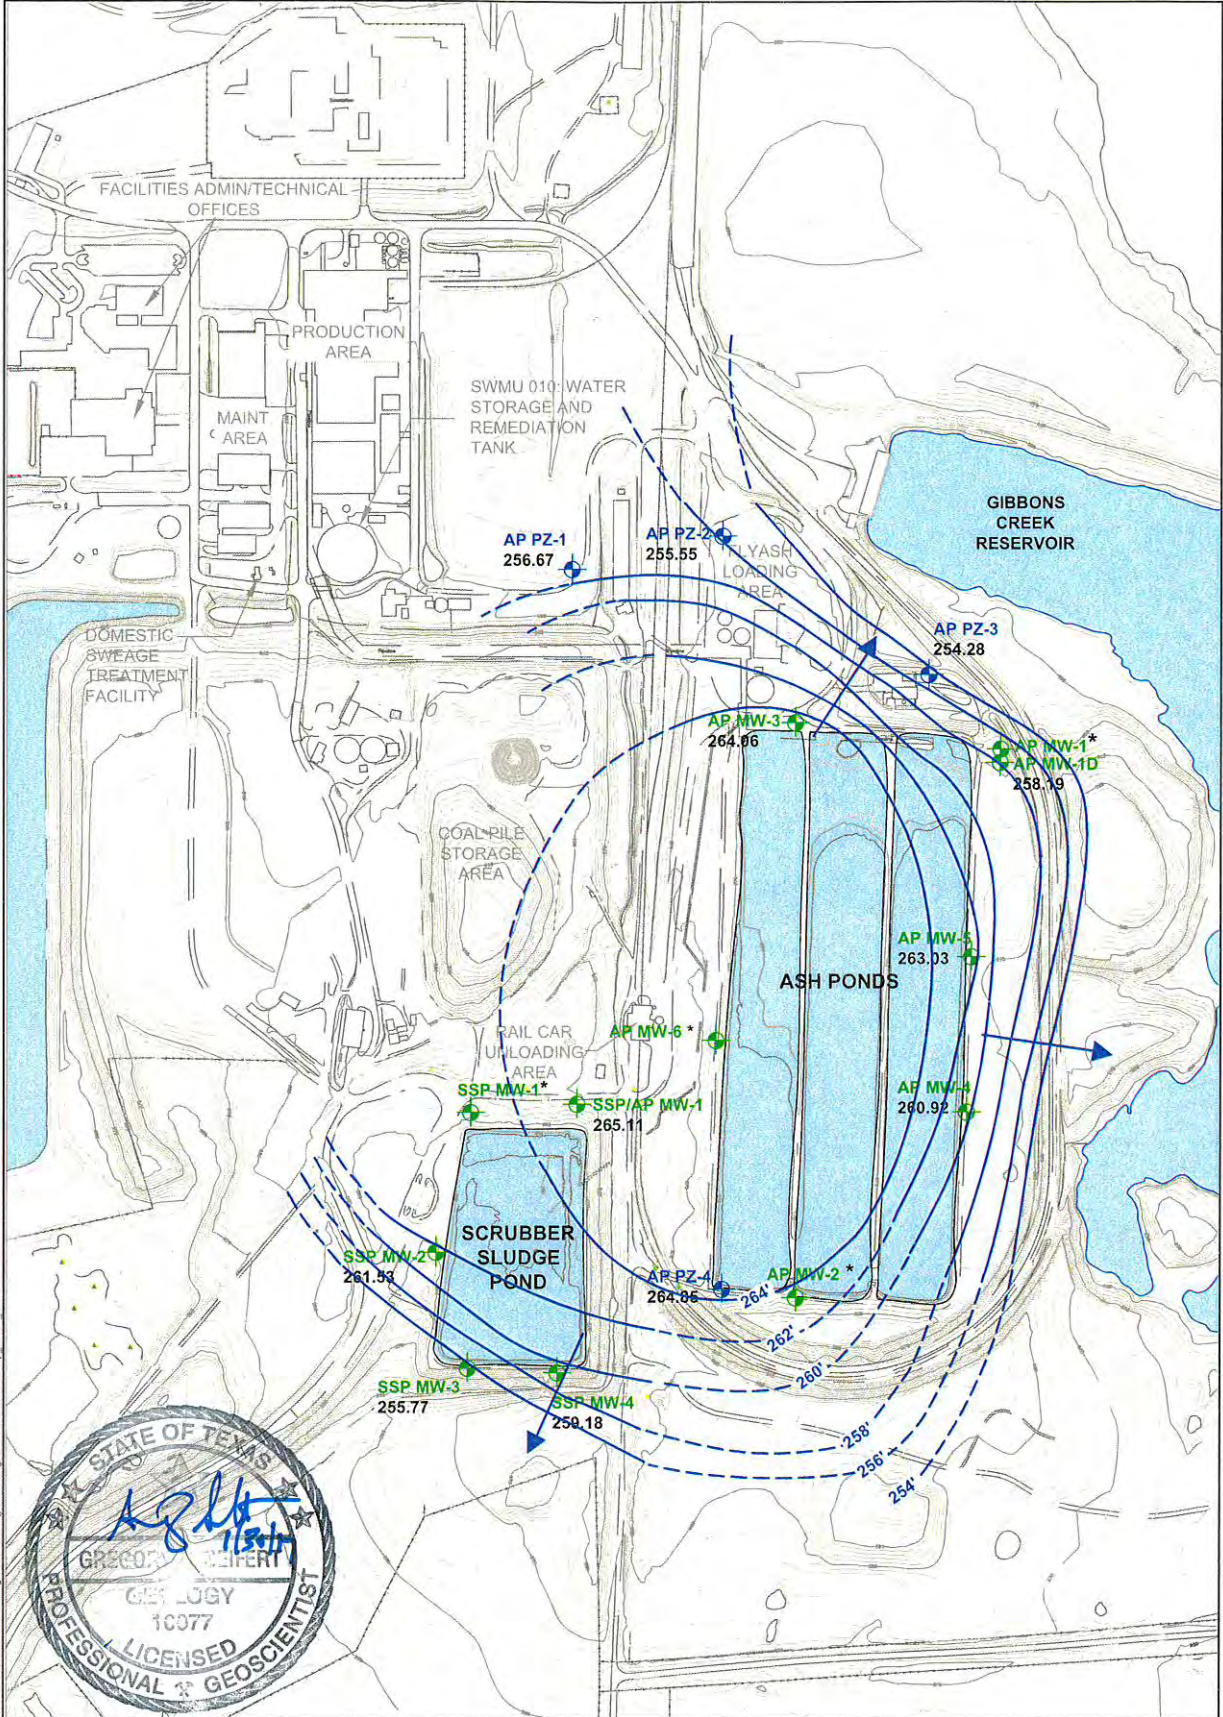 FACILITIES ADMIN/TECHNICAL
OFFICES
PRODUCTION
AREA
MAINT
AREA
SWMU 010: WATER
STORAGE AND
REMEDIATION
TANK
GIBBONS
CREEK
RESERVOIR
AP PZ-1
256.67
AP PZ-2
255.55
FLYASH
LOADING
AREA
DOMESTIC
SWEAGE
TREATMENT
FACILITY
AP PZ-3
254.28
AP MW-3
264.06
AP MW-1*
AP MW-1D
258.19
COAL PILE
STORAGE
AREA
AP MW-5
263.03
ASH PONDS
RAIL CAR
UNLOADING
AREA
AP MW-6 *
SSP MW-1*
SSP/AP MW-1
265.11
AP MW-4
260.92
SCRUBBER
SLUDGE
POND
SSP MW-2
261.53
AP PZ-4
264.85
AP MW-2 *
264'
262'
260'
258'
256'
254'
SSP MW-3
255.77
SSP MW-4
259.18
STATE OF TEXAS
GEOLOGY
10077
LICENSED
PROFESSIONAL GEOSCIENTIST